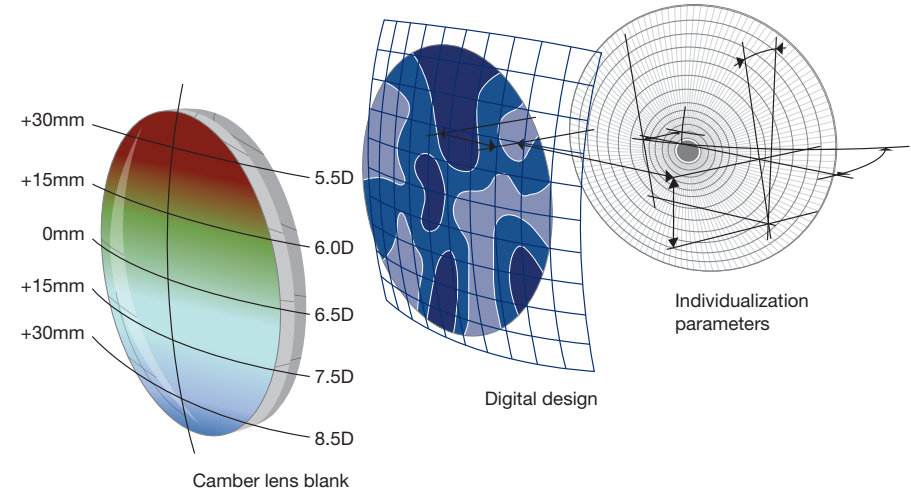 +30mm
+15mm
0mm
+15mm
+30mm
5.5D
6.0D
6.5D
7.5D
8.5D
Camber lens blank
Digital design
Individualization
parameters